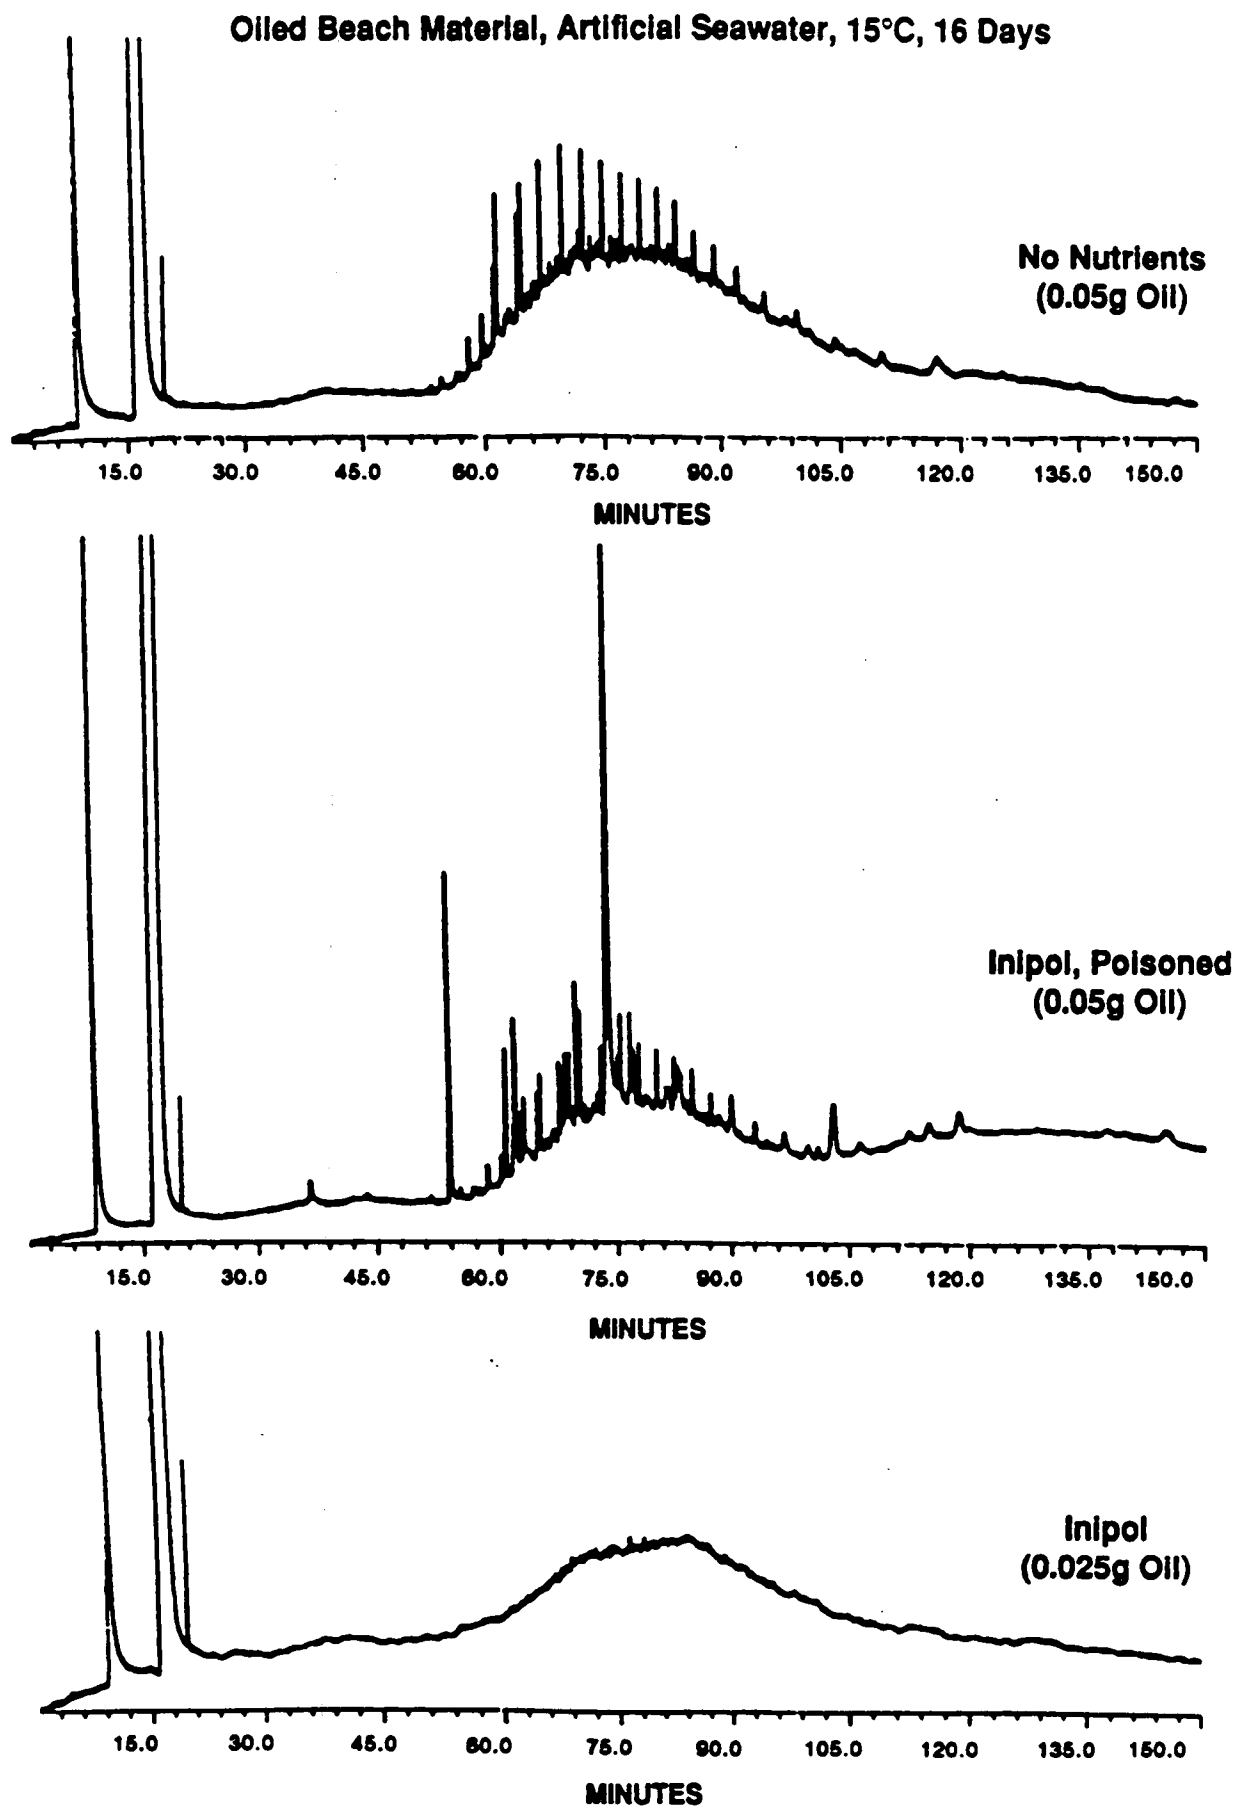 Oiled Beach Material, Artificial Seawater, 15°C, 16 Days
No Nutrients
(0.05g Oil)
15.0 30.0 45.0 60.0 75.0 90.0 105.0 120.0 135.0 150.0
MINUTES
Inipol, Poisoned
(0.05g Oil)
15.0 30.0 45.0 60.0 75.0 90.0 105.0 120.0 135.0 150.0
MINUTES
Inipol
(0.025g Oil)
15.0 30.0 45.0 60.0 75.0 90.0 105.0 120.0 135.0 150.0
MINUTES